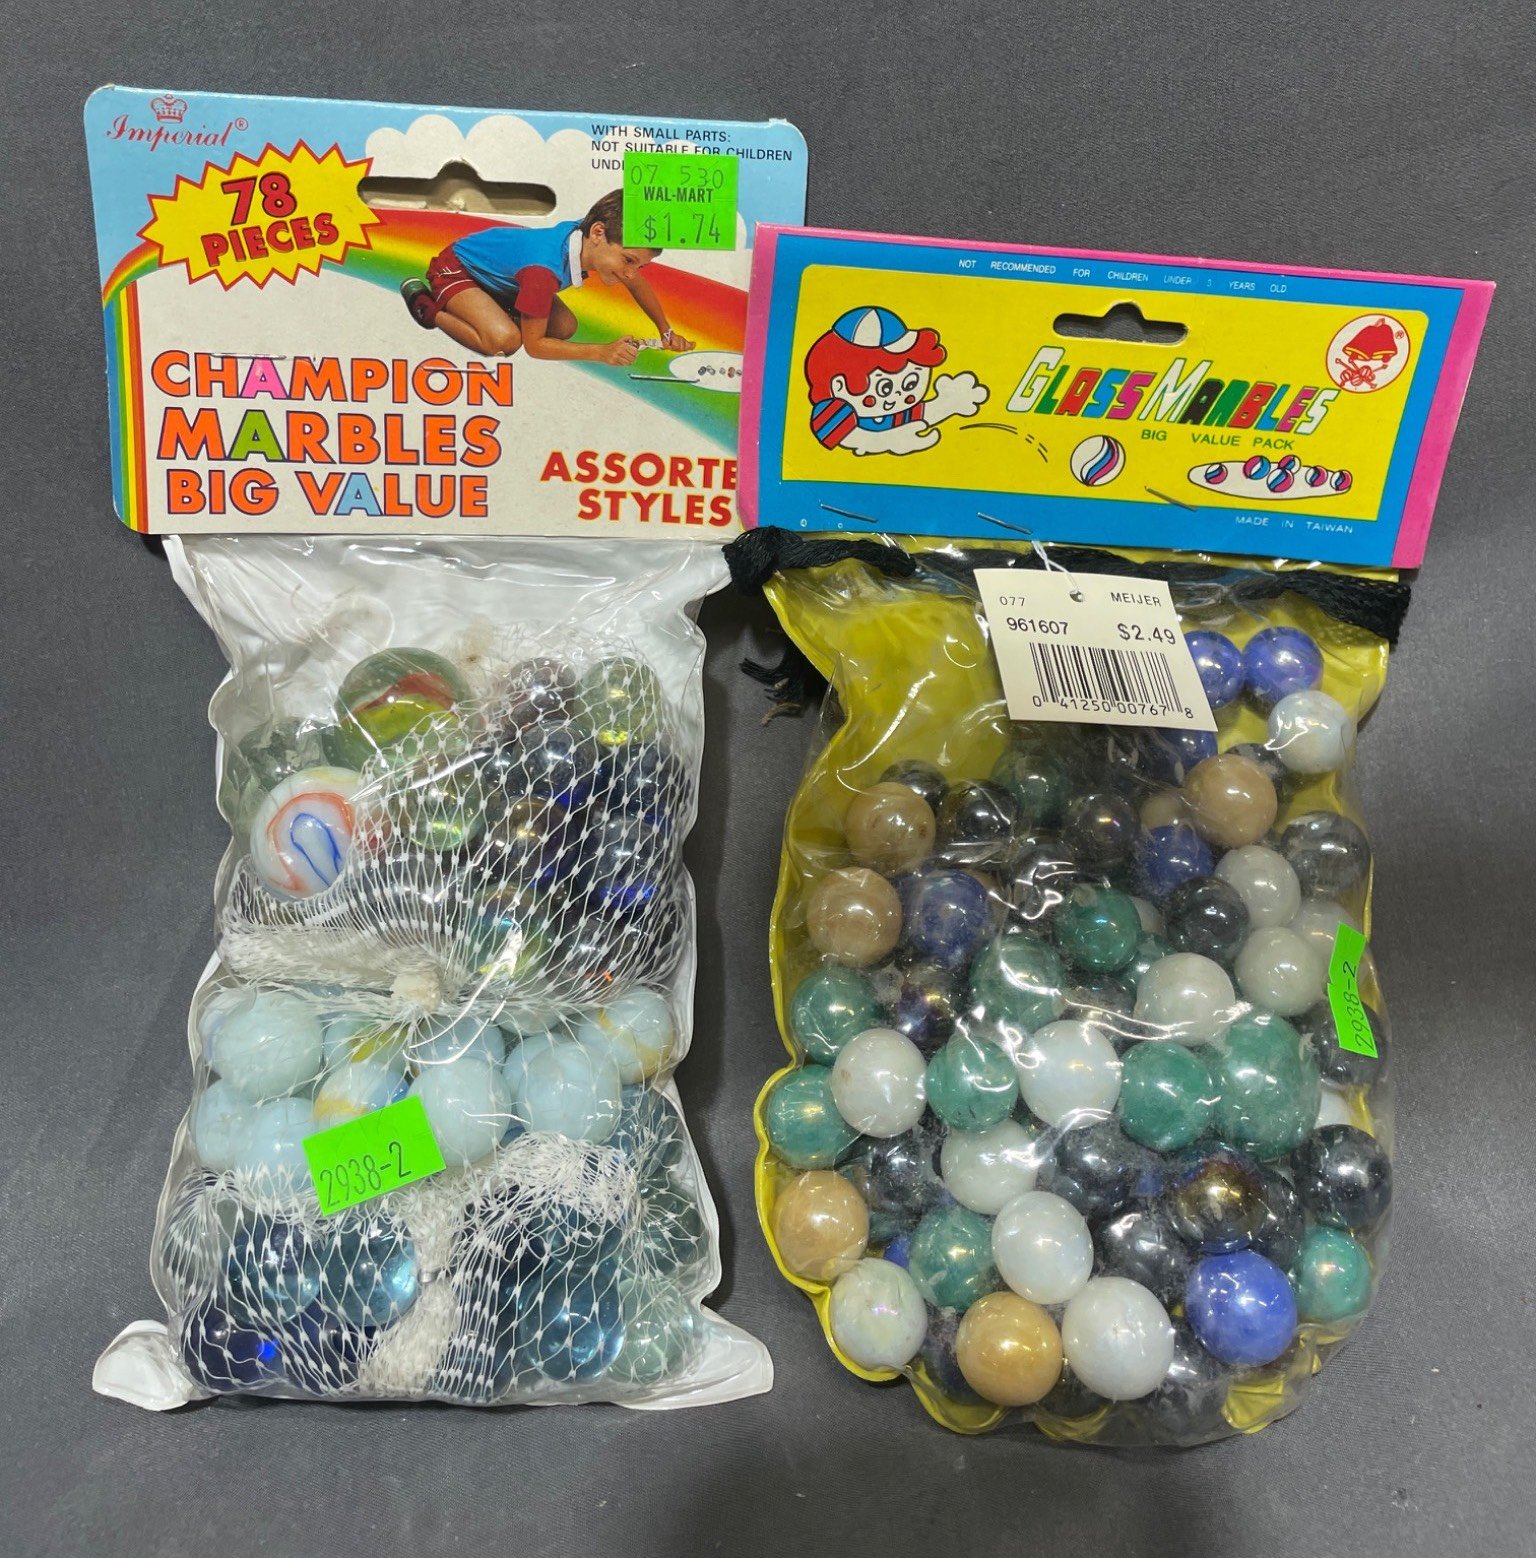 Imperial®
78
PIECES
WITH SMALL PARTS:
NOT SUITABLE FOR CHILDREN
07 530
WAL-MART
$1.74
CHAMPION
MARBLES
BIG VALUE
ASSORTE
STYLES
2938-2
NOT RECOMMENDED FOR CHILDREN UNDER 3 YEARS OLD
GLASS MARBLES
BIG VALUE PACK
®
MADE IN TAIWAN
077 MEIJER
961607 $2.49
0 41250 00767 8
2938-2